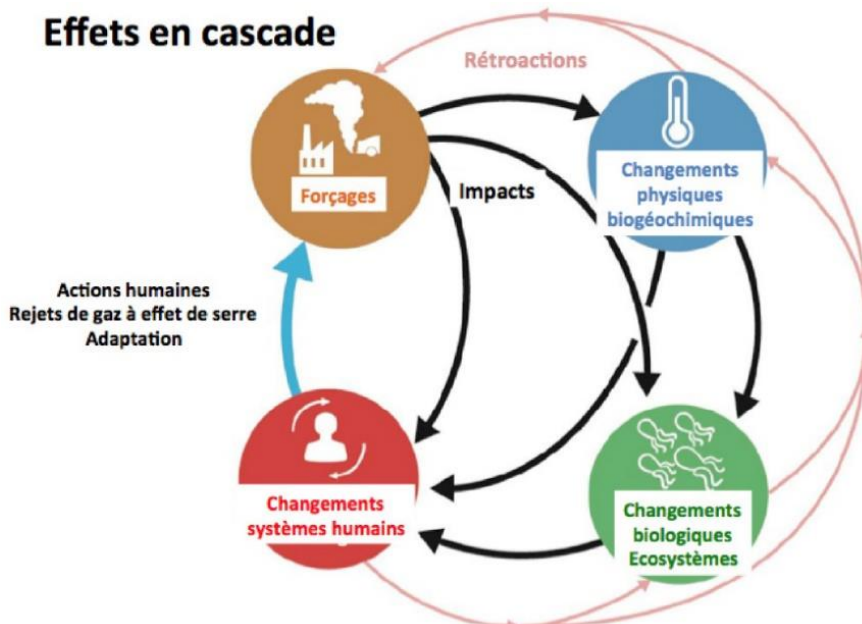 Effets en cascade
Rétroactions
Forçages
Impacts
Changements
physiques
biogéochimiques
Actions humaines
Rejets de gaz à effet de serre
Adaptation
Changements
systèmes humains
Changements
biologiques
Ecosystèmes